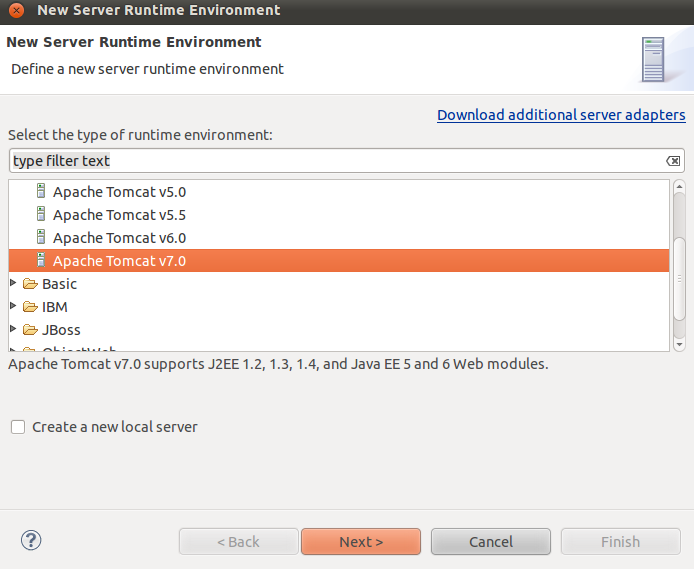 New Server Runtime Environment
New Server Runtime Environment
Define a new server runtime environment
Download additional server adapters
Select the type of runtime environment:
type filter text
Apache Tomcat v5.0
Apache Tomcat v5.5
Apache Tomcat v6.0
Apache Tomcat v7.0
Basic
IBM
JBoss
ObjectWeb
Apache Tomcat v7.0 supports J2EE 1.2, 1.3, 1.4, and Java EE 5 and 6 Web modules.
Create a new local server
?
< Back
Next >
Cancel
Finish